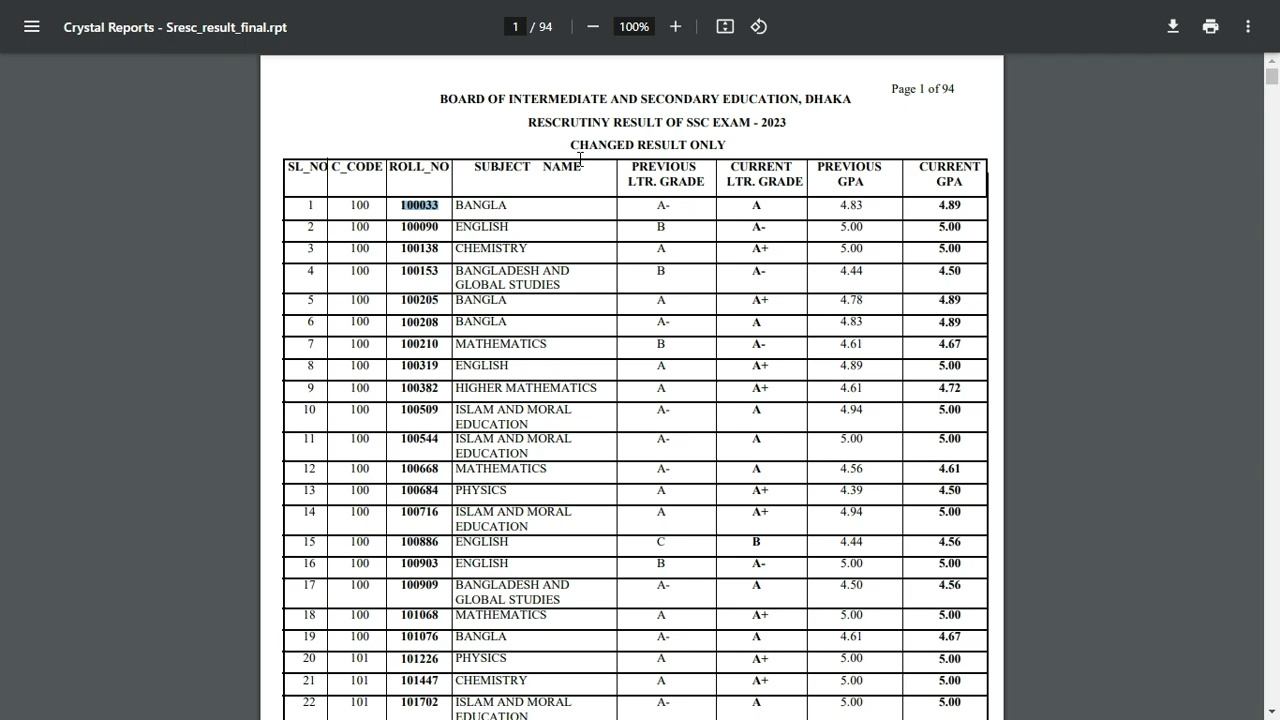 Crystal Reports - Sresc_result_final.rpt 1 / 94 100%
Page 1 of 94
BOARD OF INTERMEDIATE AND SECONDARY EDUCATION, DHAKA
RESCRUTINY RESULT OF SSC EXAM - 2023
CHANGED RESULT ONLY
SL_NO C_CODE ROLL_NO SUBJECT NAME PREVIOUS CURRENT PREVIOUS CURRENT
LTR. GRADE LTR. GRADE GPA GPA
1 100 100033 BANGLA A- A 4.83 4.89
2 100 100090 ENGLISH B A- 5.00 5.00
3 100 100138 CHEMISTRY A A+ 5.00 5.00
4 100 100153 BANGLADESH AND B A- 4.44 4.50
GLOBAL STUDIES
5 100 100205 BANGLA A A+ 4.78 4.89
6 100 100208 BANGLA A- A 4.83 4.89
7 100 100210 MATHEMATICS B A- 4.61 4.67
8 100 100319 ENGLISH A A+ 4.89 5.00
9 100 100382 HIGHER MATHEMATICS A A+ 4.61 4.72
10 100 100509 ISLAM AND MORAL A- A 4.94 5.00
EDUCATION
11 100 100544 ISLAM AND MORAL A- A 5.00 5.00
EDUCATION
12 100 100668 MATHEMATICS A- A 4.56 4.61
13 100 100684 PHYSICS A A+ 4.39 4.50
14 100 100716 ISLAM AND MORAL A A+ 4.94 5.00
EDUCATION
15 100 100886 ENGLISH C B 4.44 4.56
16 100 100903 ENGLISH B A- 5.00 5.00
17 100 100909 BANGLADESH AND A- A 4.50 4.56
GLOBAL STUDIES
18 100 101068 MATHEMATICS A A+ 5.00 5.00
19 100 101076 BANGLA A- A 4.61 4.67
20 101 101226 PHYSICS A A+ 5.00 5.00
21 101 101447 CHEMISTRY A A+ 5.00 5.00
22 101 101702 ISLAM AND MORAL A- A 5.00 5.00
EDUCATION